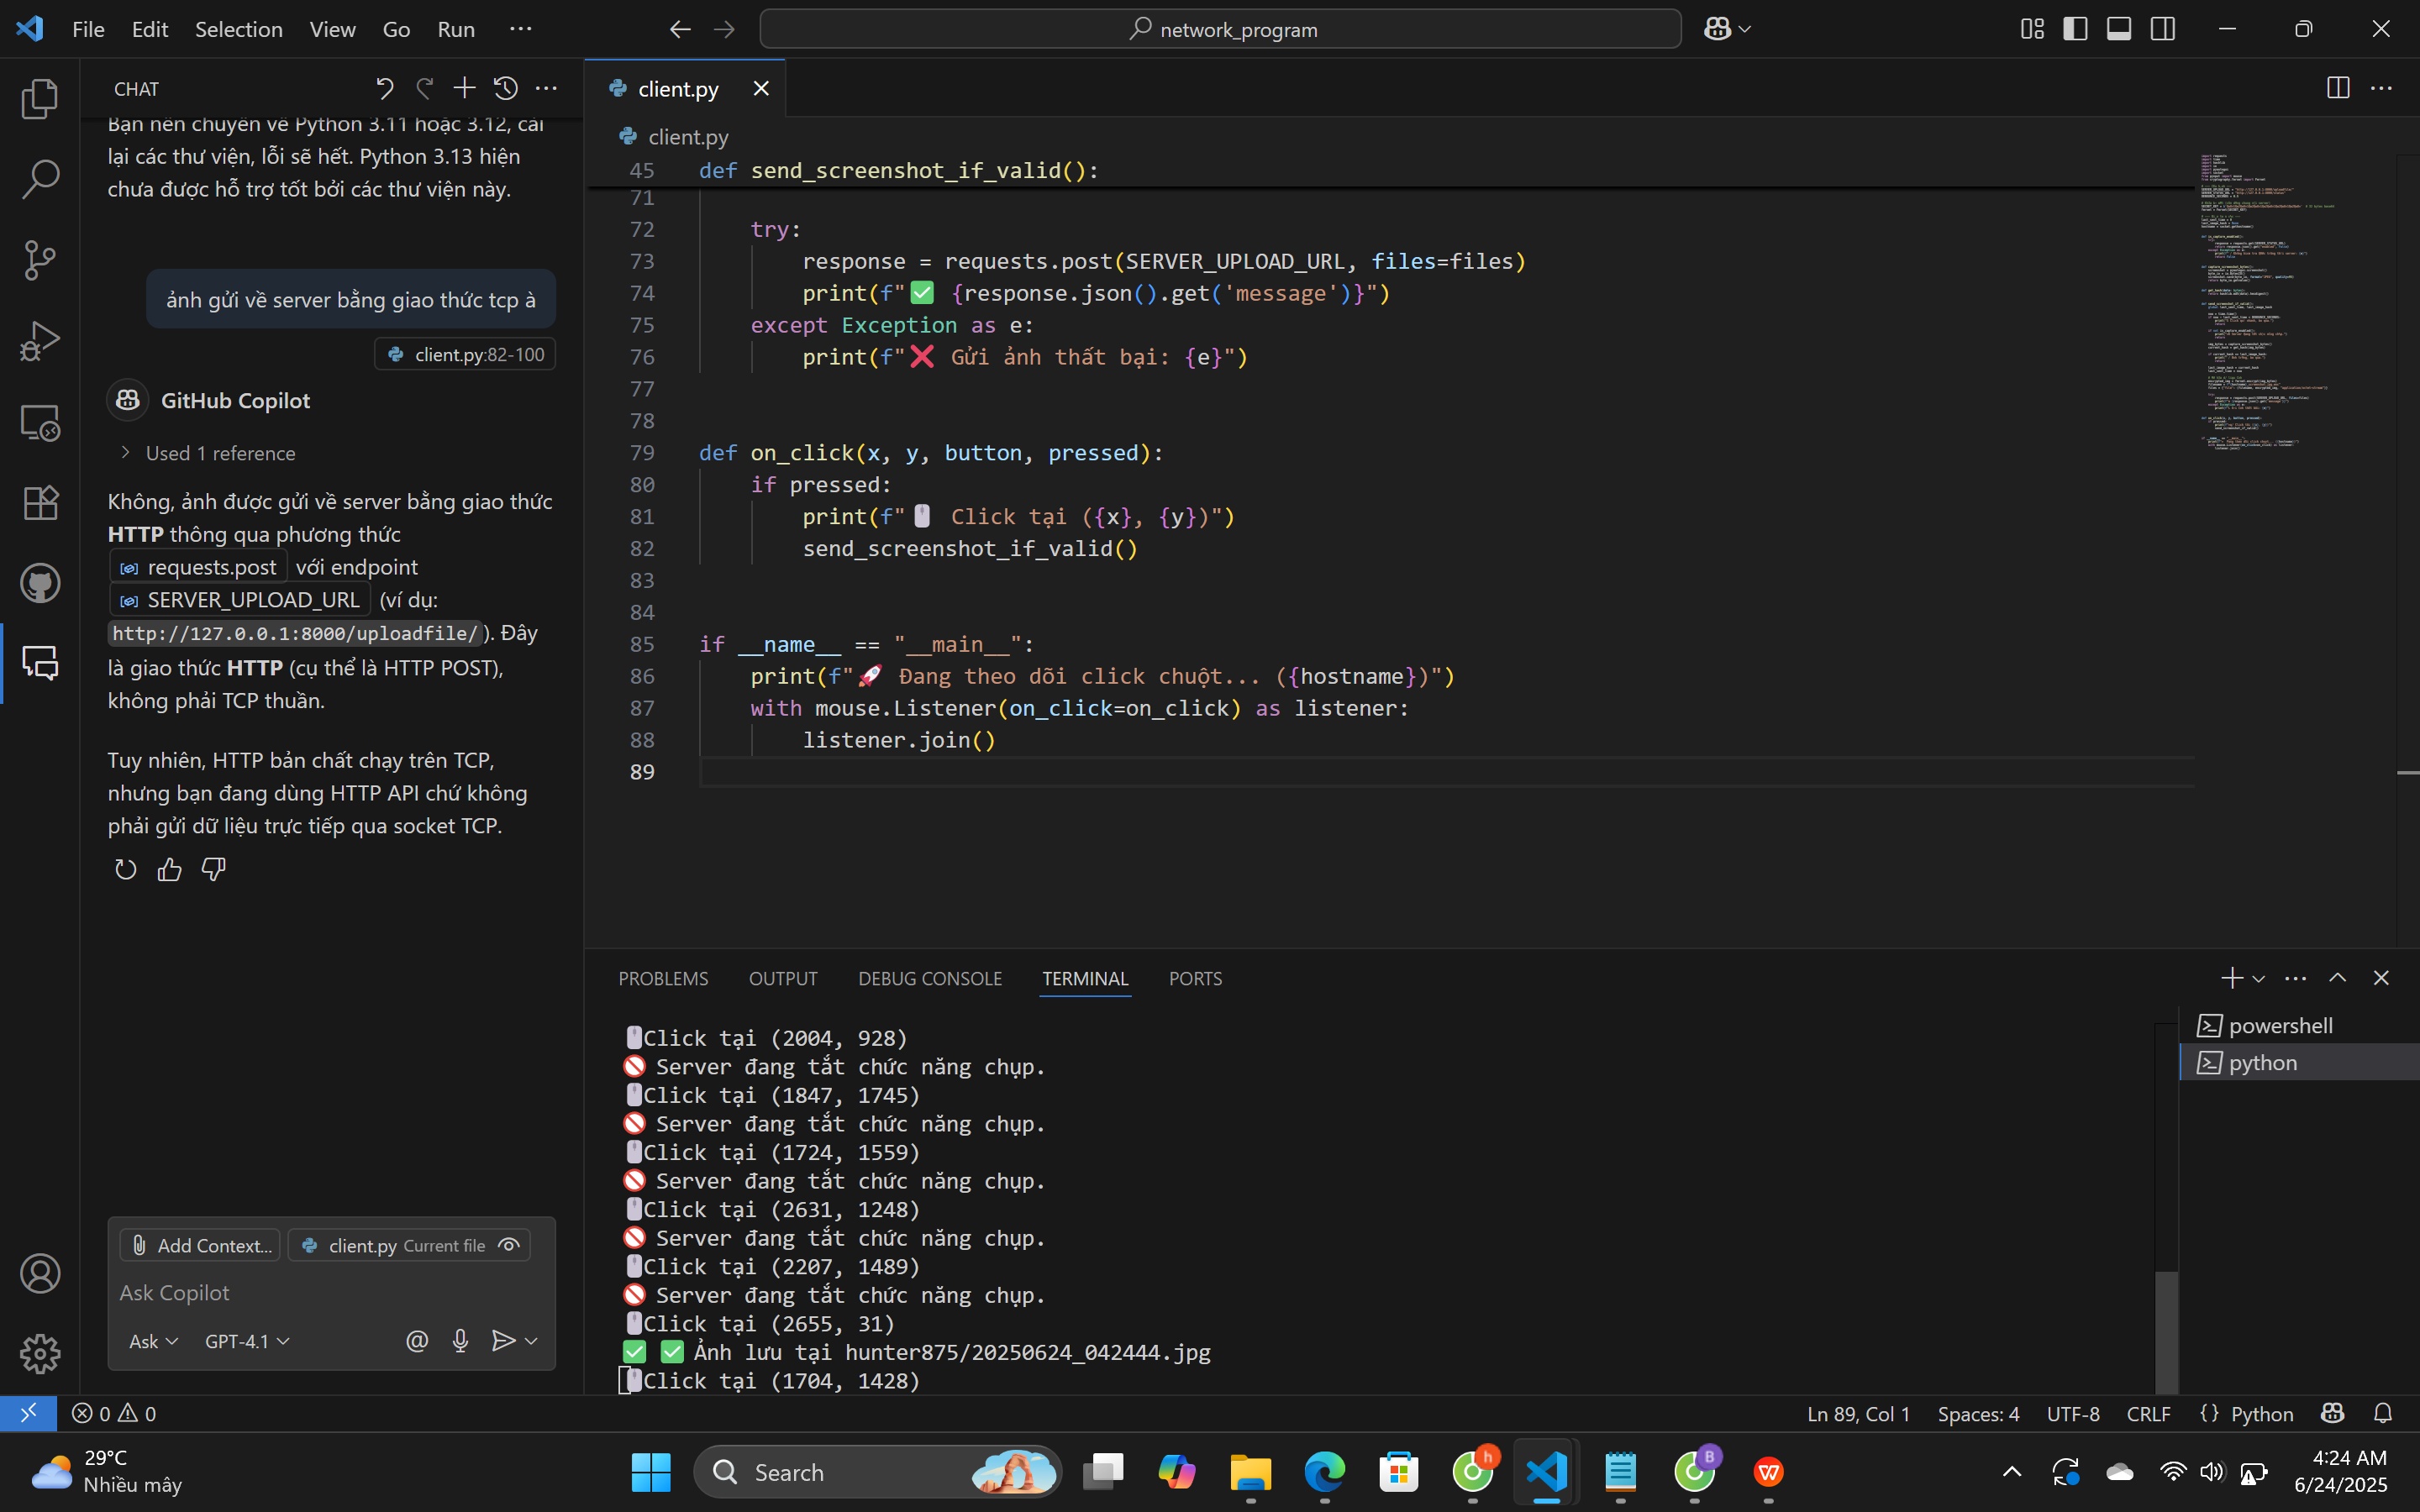 File Edit Selection View Go Run ···
network_program
CHAT
Bạn nên chuyển về Python 3.11 hoặc 3.12, cài
lại các thư viện, lỗi sẽ hết. Python 3.13 hiện
chưa được hỗ trợ tốt bởi các thư viện này.
ảnh gửi về server bằng giao thức tcp à
client.py:82-100
GitHub Copilot
Used 1 reference
Không, ảnh được gửi về server bằng giao thức
HTTP thông qua phương thức
requests.post với endpoint
SERVER_UPLOAD_URL (ví dụ:
http://127.0.0.1:8000/uploadfile/). Đây
là giao thức HTTP (cụ thể là HTTP POST),
không phải TCP thuần.
Tuy nhiên, HTTP bản chất chạy trên TCP,
nhưng bạn đang dùng HTTP API chứ không
phải gửi dữ liệu trực tiếp qua socket TCP.
Add Context...
client.py Current file
Ask Copilot
Ask GPT-4.1
client.py
client.py
45 def send_screenshot_if_valid():
71
72 try:
73 response = requests.post(SERVER_UPLOAD_URL, files=files)
74 print(f"✅ {response.json().get('message')}")
75 except Exception as e:
76 print(f"❌ Gửi ảnh thất bại: {e}")
77
78
79 def on_click(x, y, button, pressed):
80 if pressed:
81 print(f"🖱️ Click tại ({x}, {y})")
82 send_screenshot_if_valid()
83
84
85 if __name__ == "__main__":
86 print(f"🚀 Đang theo dõi click chuột... ({hostname})")
87 with mouse.Listener(on_click=on_click) as listener:
88 listener.join()
89
PROBLEMS OUTPUT DEBUG CONSOLE TERMINAL PORTS
🖱️Click tại (2004, 928)
🚫 Server đang tắt chức năng chụp.
🖱️Click tại (1847, 1745)
🚫 Server đang tắt chức năng chụp.
🖱️Click tại (1724, 1559)
🚫 Server đang tắt chức năng chụp.
🖱️Click tại (2631, 1248)
🚫 Server đang tắt chức năng chụp.
🖱️Click tại (2207, 1489)
🚫 Server đang tắt chức năng chụp.
🖱️Click tại (2655, 31)
✅ ✅ Ảnh lưu tại hunter875/20250624_042444.jpg
🖱️Click tại (1704, 1428)
powershell
python
0 0
Ln 89, Col 1 Spaces: 4 UTF-8 CRLF {} Python
29°C
Nhiều mây
Search
4:24 AM
6/24/2025